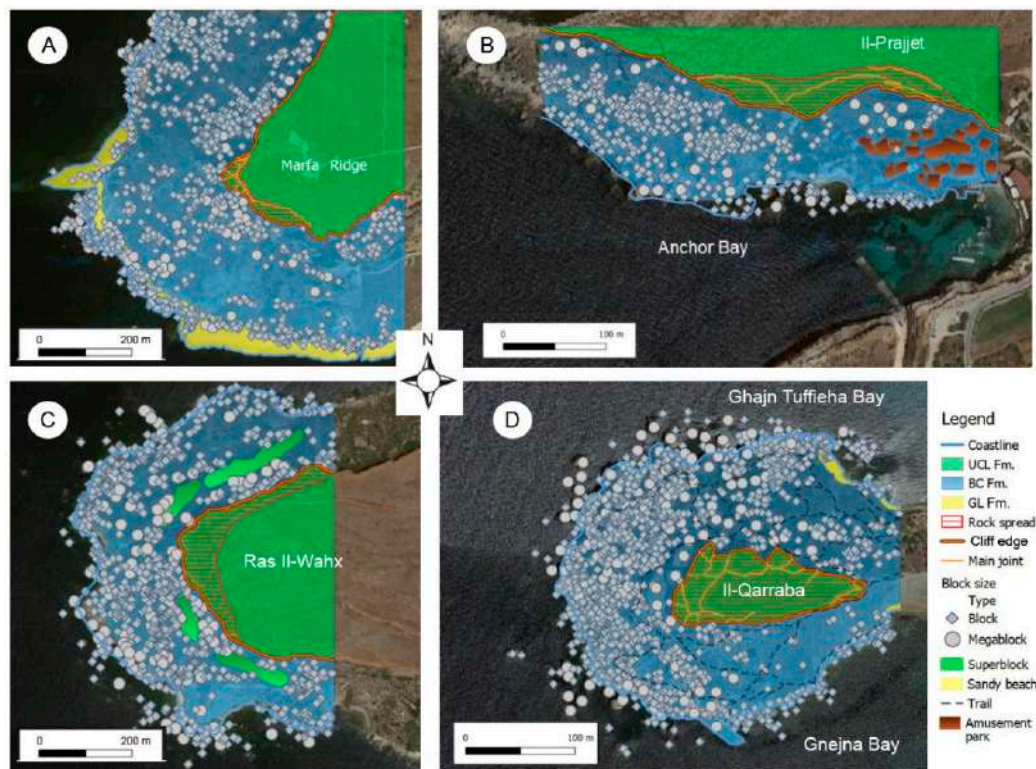 A
Marfa Ridge
0 200 m
B
Il-Prajjet
Anchor Bay
0 100 m
N
C
Ras Il-Wahx
0 200 m
D
Ghajn Tuffieha Bay
Il-Qarraba
Gnejna Bay
0 100 m
Legend
Coastline
UCL Fm.
BC Fm.
GL Fm.
Rock spread
Cliff edge
Main joint
Block size
Type
Block
Megablock
Superblock
Sandy beach
Trail
Amusement
park